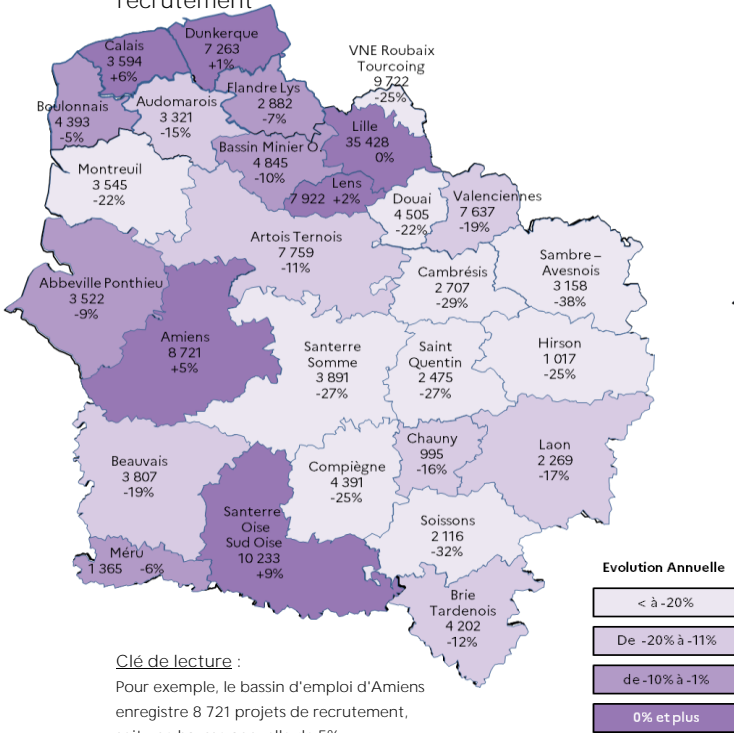 recrutement
Dunkerque
7 263
+1%
Calais
3 594
+6%
VNE Roubaix
Tourcoing
9 722
-25%
Flandre Lys
2 882
-7%
Boulonnais
4 393
-5%
Audomarois
3 321
-15%
Lille
35 428
0%
Bassin Minier O.
4 845
-10%
Montreuil
3 545
-22%
Lens
7 922 +2%
Douai
4 505
-22%
Valenciennes
7 637
-19%
Artois Ternois
7 759
-11%
Sambre –
Avesnois
3 158
-38%
Cambrésis
2 707
-29%
Abbeville Ponthieu
3 522
-9%
Amiens
8 721
+5%
Santerre
Somme
3 891
-27%
Saint
Quentin
2 475
-27%
Hirson
1 017
-25%
Chauny
995
-16%
Laon
2 269
-17%
Beauvais
3 807
-19%
Compiègne
4 391
-25%
Santerre
Oise
Sud Oise
10 233
+9%
Soissons
2 116
-32%
Méru
1 365 -6%
Brie
Tardenois
4 202
-12%
Evolution Annuelle
< à -20%
De -20% à -11%
de -10% à -1%
0% et plus
Clé de lecture :
Pour exemple, le bassin d'emploi d'Amiens
enregistre 8 721 projets de recrutement,